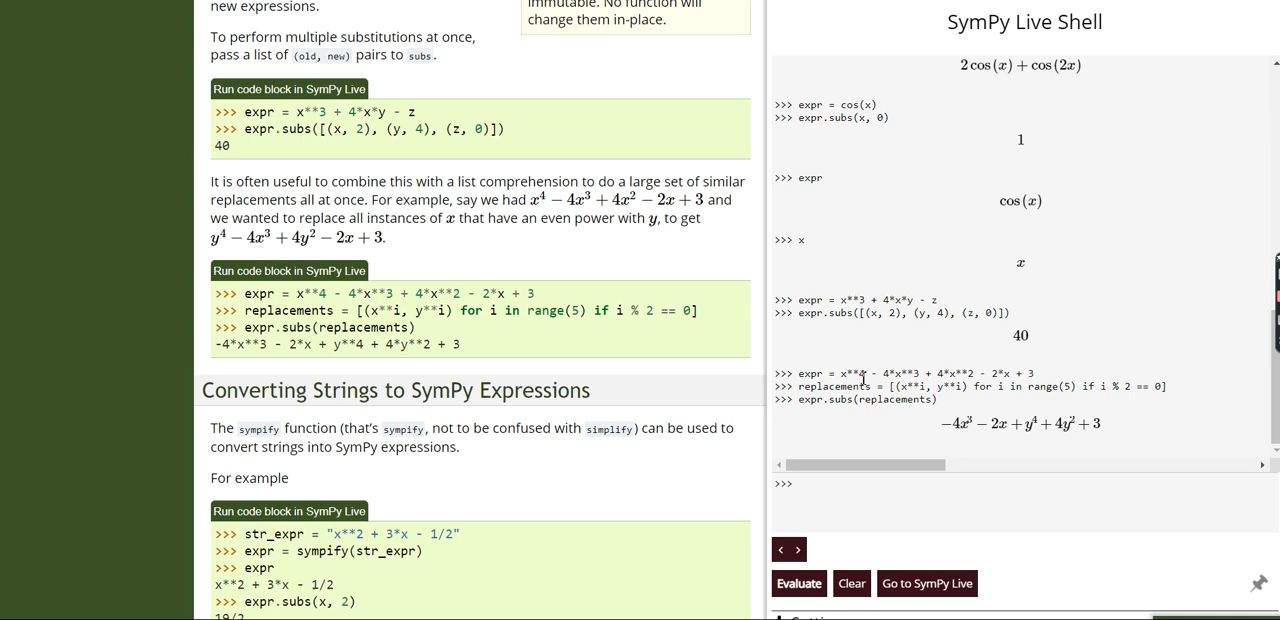 new expressions.
immutable. No function will
change them in-place.
To perform multiple substitutions at once,
pass a list of (old, new) pairs to subs.
Run code block in SymPy Live
>>> expr = x**3 + 4*x*y - z
>>> expr.subs([(x, 2), (y, 4), (z, 0)])
40
It is often useful to combine this with a list comprehension to do a large set of similar
replacements all at once. For example, say we had x⁴ − 4x³ + 4x² − 2x + 3 and
we wanted to replace all instances of x that have an even power with y, to get
y⁴ − 4x³ + 4y² − 2x + 3.
Run code block in SymPy Live
>>> expr = x**4 - 4*x**3 + 4*x**2 - 2*x + 3
>>> replacements = [(x**i, y**i) for i in range(5) if i % 2 == 0]
>>> expr.subs(replacements)
-4*x**3 - 2*x + y**4 + 4*y**2 + 3
Converting Strings to SymPy Expressions
The sympify function (that's sympify, not to be confused with simplify) can be used to
convert strings into SymPy expressions.
For example
Run code block in SymPy Live
>>> str_expr = "x**2 + 3*x - 1/2"
>>> expr = sympify(str_expr)
>>> expr
x**2 + 3*x - 1/2
>>> expr.subs(x, 2)
19/2
SymPy Live Shell
2 cos (x) + cos (2x)
>>> expr = cos(x)
>>> expr.subs(x, 0)
1
>>> expr
cos (x)
>>> x
x
>>> expr = x**3 + 4*x*y - z
>>> expr.subs([(x, 2), (y, 4), (z, 0)])
40
>>> expr = x**4 - 4*x**3 + 4*x**2 - 2*x + 3
>>> replacements = [(x**i, y**i) for i in range(5) if i % 2 == 0]
>>> expr.subs(replacements)
−4x³ − 2x + y⁴ + 4y² + 3
>>>
< >
Evaluate Clear Go to SymPy Live